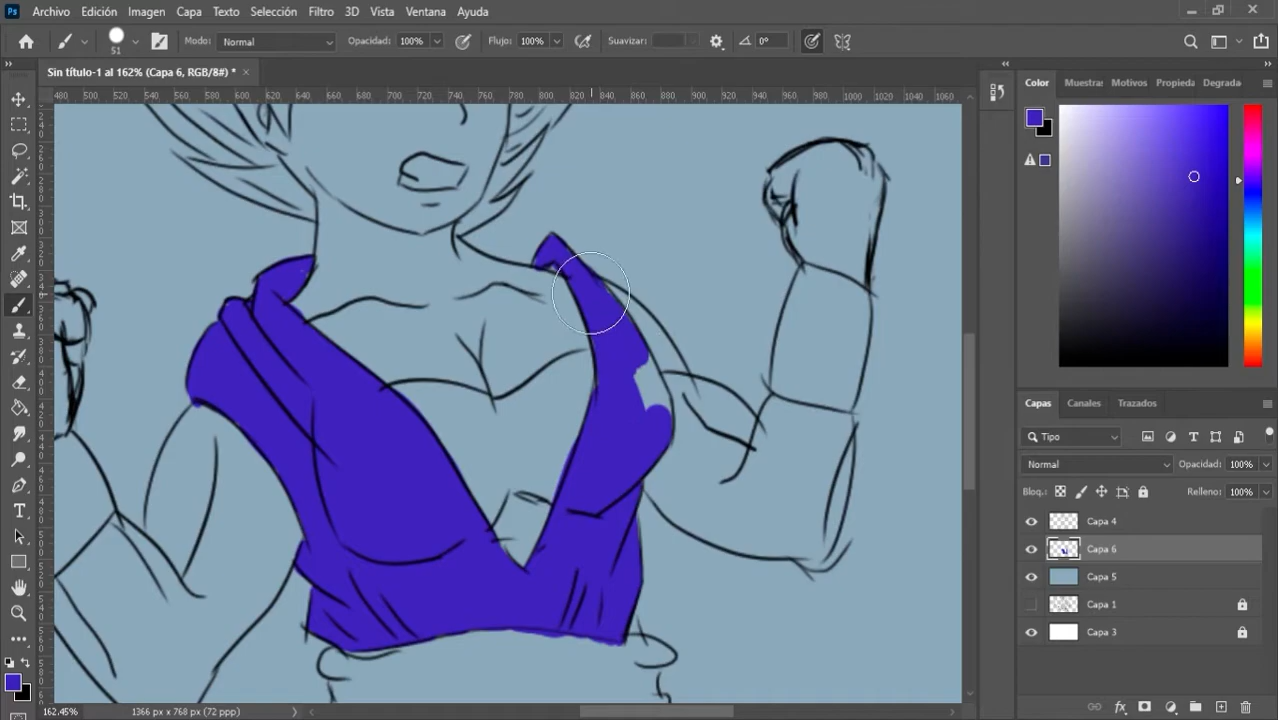 Ps Archivo Edición Imagen Capa Texto Selección Filtro 3D Vista Ventana Ayuda
51 Modo: Normal Opacidad: 100% Flujo: 100% Suavizar: 0°
Sin título-1 al 162% (Capa 6, RGB/8#) * ×
480 500 520 540 560 580 600 620 640 660 680 700 720 740 760 780 800 820 840 860 880 900 920 940 960 980 1000 1020 1040 1060
Color Muestras Motivos Propieda Degrada
Capas Canales Trazados
Tipo
Normal Opacidad: 100%
Bloq.: Relleno: 100%
Capa 4
Capa 6
Capa 5
Capa 1
Capa 3
162.45% 1366 px x 768 px (72 ppp)